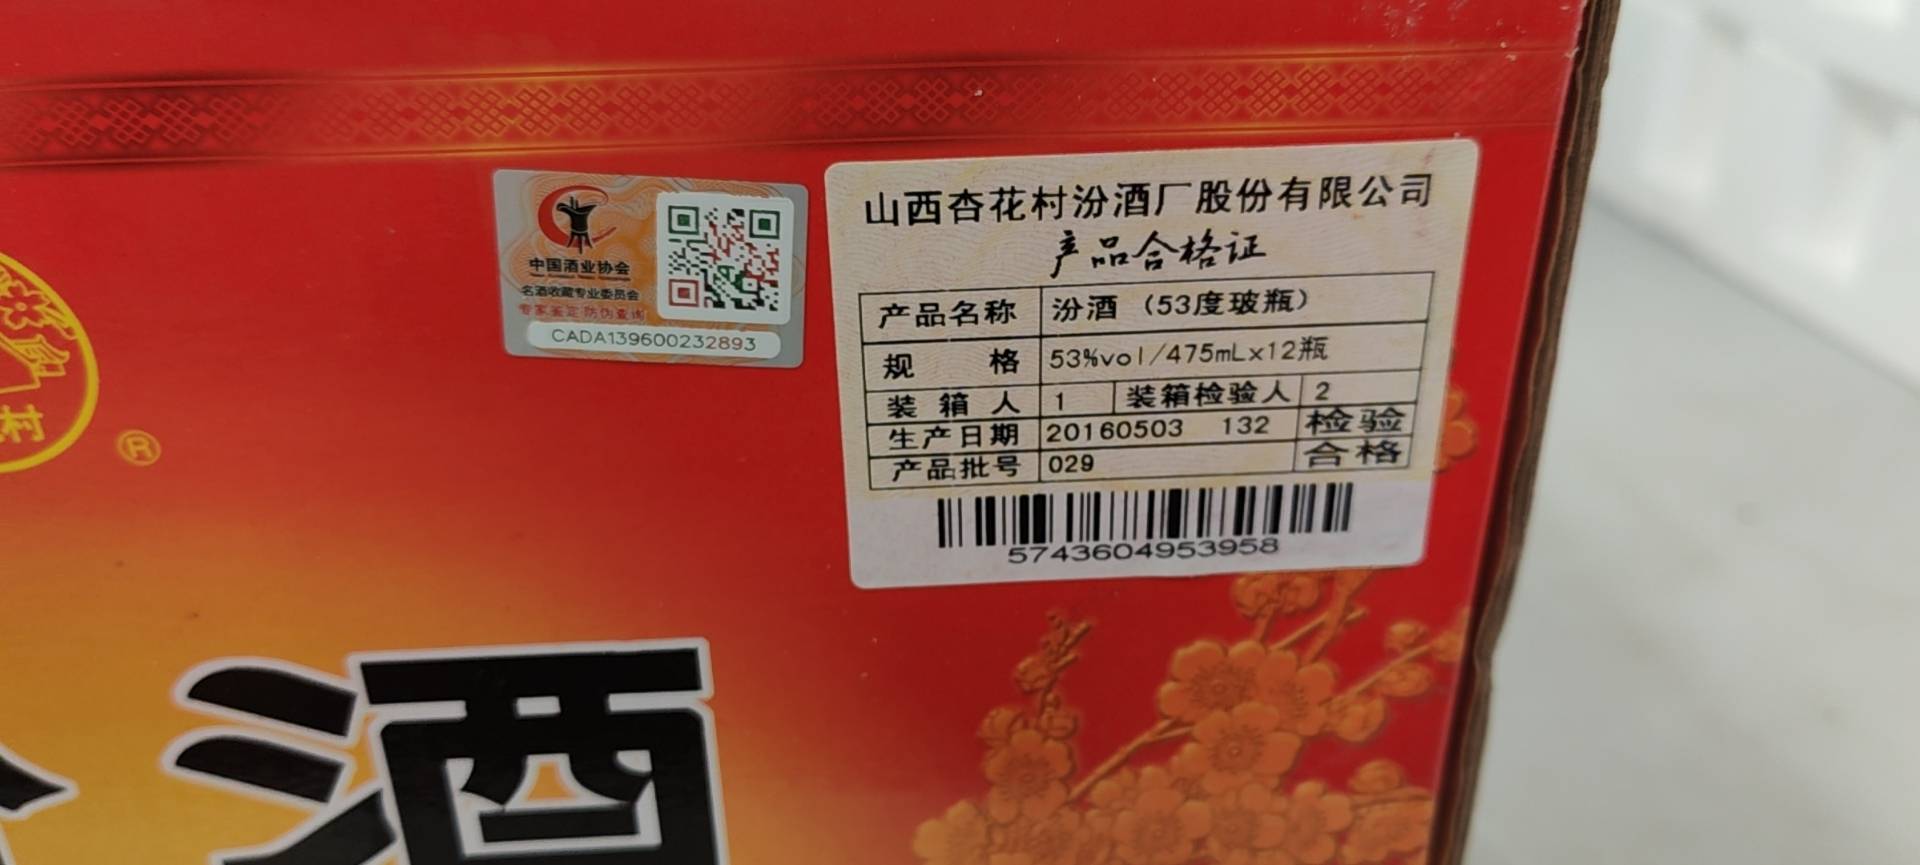 中国酒业协会
名酒收藏专业委员会
专家鉴定 防伪查询
CADA139600232893
山西杏花村汾酒厂股份有限公司
产品合格证
产品名称 汾酒（53度玻瓶）
规 格 53%vol/475mL×12瓶
装 箱 人 1 装箱检验人 2
生产日期 20160503 132 检验
产品批号 029 合格
5743604953958
村
®
酒